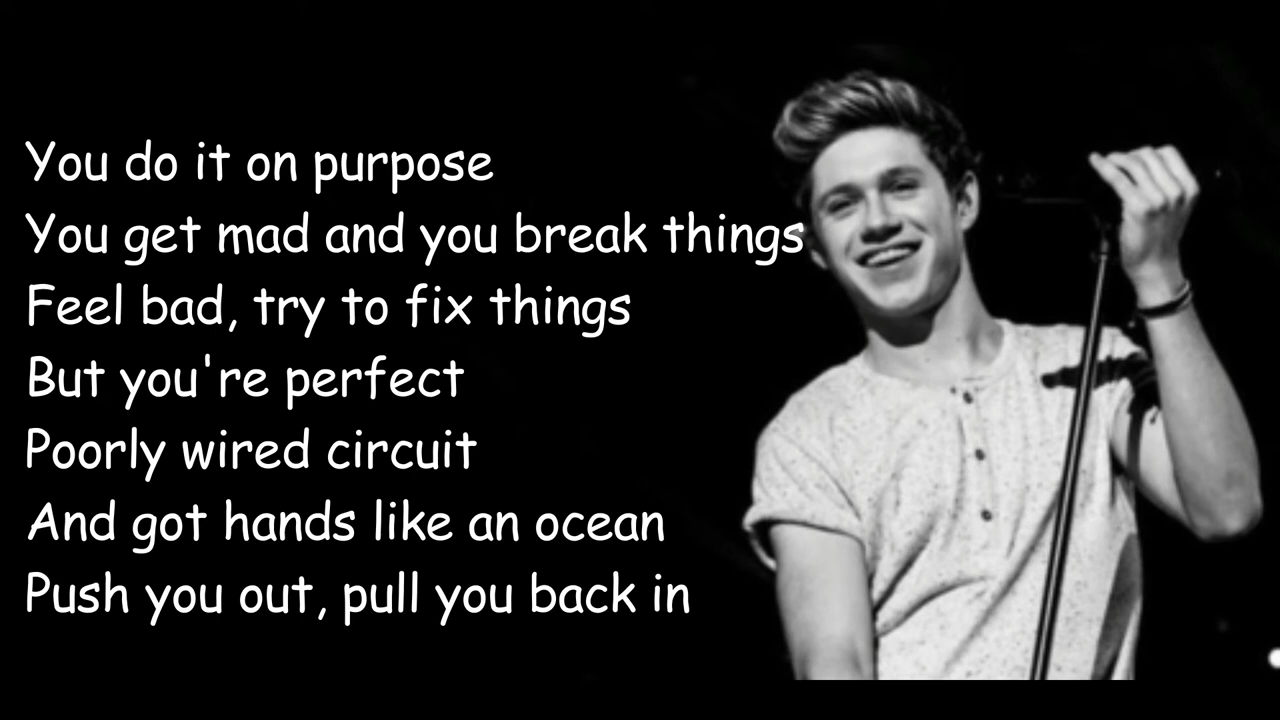 You do it on purpose
You get mad and you break things
Feel bad, try to fix things
But you're perfect
Poorly wired circuit
And got hands like an ocean
Push you out, pull you back in